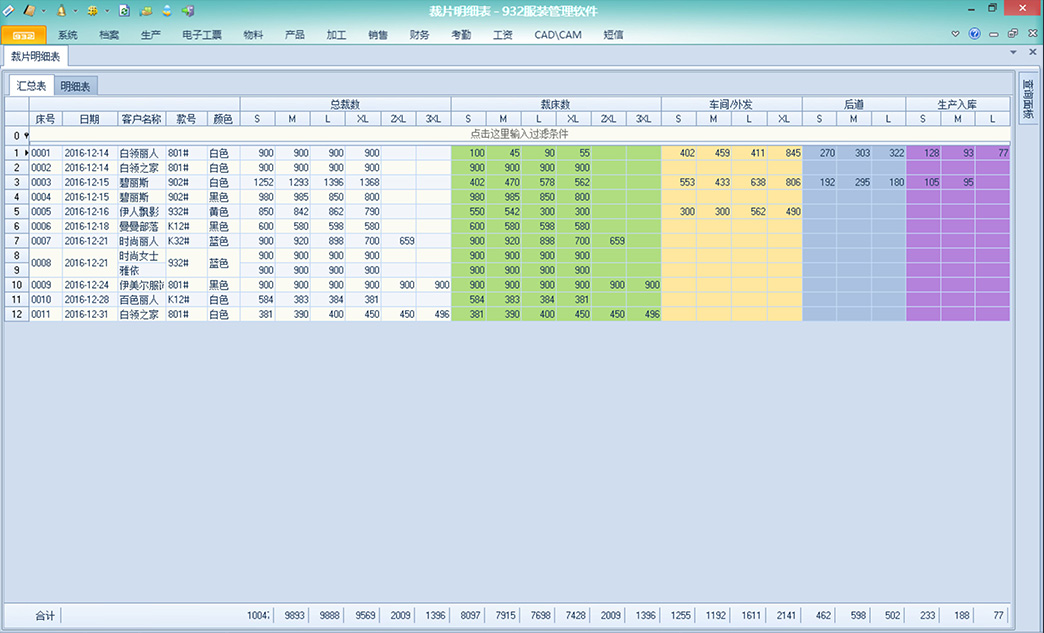 裁片明细表 - 932服装管理软件
系统 档案 生产 电子工票 物料 产品 加工 销售 财务 考勤 工资 CAD\CAM 短信
裁片明细表
汇总表 明细表
查询面板
总裁数 裁床数 车间/外发 后道 生产入库
床号 日期 客户名称 款号 颜色 S M L XL 2XL 3XL S M L XL 2XL 3XL S M L XL S M L S M L
0 点击这里输入过滤条件
1 0001 2016-12-14 白领丽人 801# 白色 900 900 900 900 100 45 90 55 402 459 411 845 270 303 322 128 93 77
2 0002 2016-12-14 白领之家 801# 白色 900 900 900 900 900 900 900 900
3 0003 2016-12-15 碧丽斯 902# 白色 1252 1293 1396 1368 402 470 578 562 553 433 638 806 192 295 180 105 95
4 0004 2016-12-15 碧丽斯 902# 黑色 980 985 850 800 980 985 850 800
5 0005 2016-12-16 伊人飘影 932# 黄色 850 842 862 790 550 542 300 300 300 300 562 490
6 0006 2016-12-18 曼曼部落 K12# 黑色 600 580 598 580 600 580 598 580
7 0007 2016-12-21 时尚丽人 K32# 蓝色 900 920 898 700 659 900 920 898 700 659
8 0008 2016-12-21 时尚女士 932# 蓝色 900 900 900 900 900 900 900 900
9 雅依 900 900 900 900 900 900 900 900
10 0009 2016-12-24 伊美尔服 801# 黑色 900 900 900 900 900 900 900 900 900 900 900 900
11 0010 2016-12-28 百色丽人 K12# 白色 584 383 384 381 584 383 384 381
12 0011 2016-12-31 白领之家 801# 白色 381 390 400 450 450 496 381 390 400 450 450 496
合计 1004 9893 9888 9569 2009 1396 8097 7915 7698 7428 2009 1396 1255 1192 1611 2141 462 598 502 233 188 77